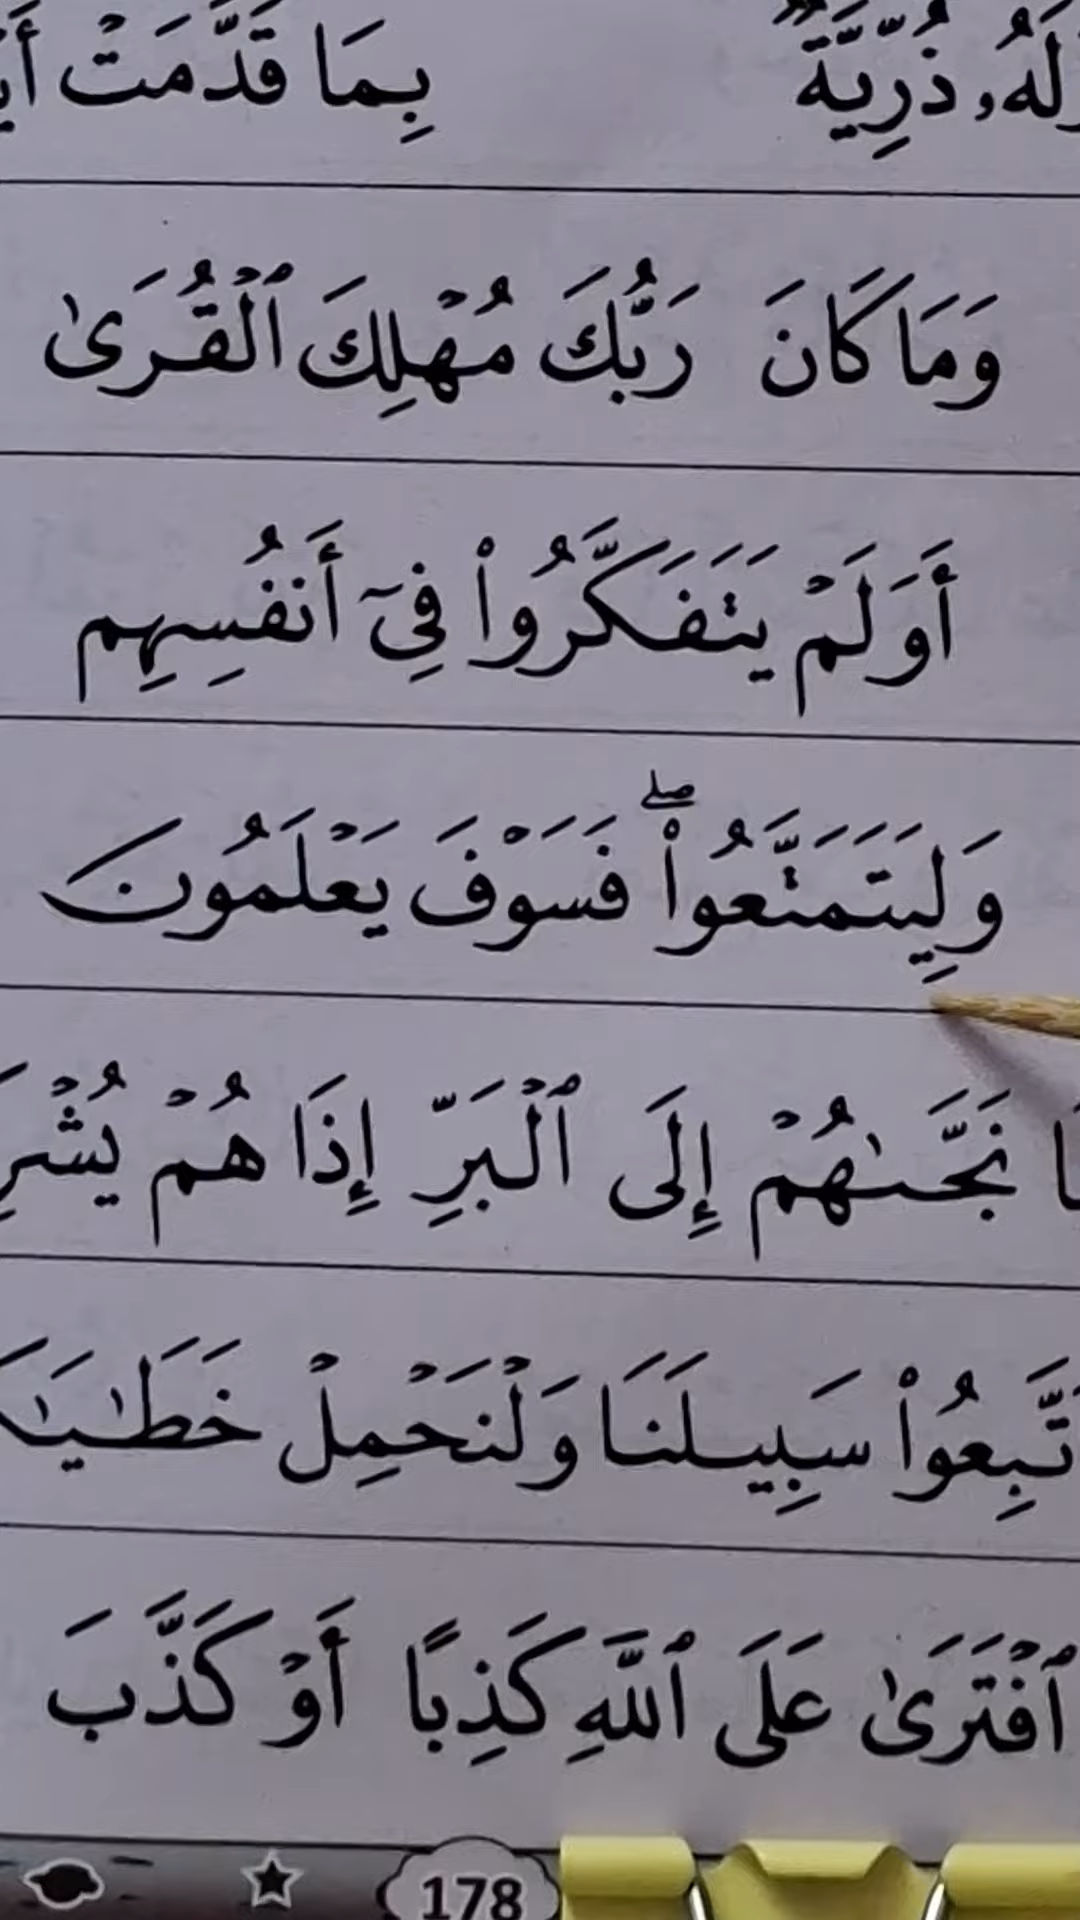 لَهُۥ ذُرِّيَّةٌ بِمَا قَدَّمَتْ
وَمَا كَانَ رَبُّكَ مُهْلِكَ ٱلْقُرَىٰ
أَوَلَمْ يَتَفَكَّرُوا۟ فِىٓ أَنفُسِهِم
وَلِيَتَمَتَّعُوا۟ ۖ فَسَوْفَ يَعْلَمُونَ
نَجَّىٰهُمْ إِلَى ٱلْبَرِّ إِذَا هُمْ
تَّبِعُوا۟ سَبِيلَنَا وَلْنَحْمِلْ
ٱفْتَرَىٰ عَلَى ٱللَّهِ كَذِبًا أَوْ كَذَّبَ
178